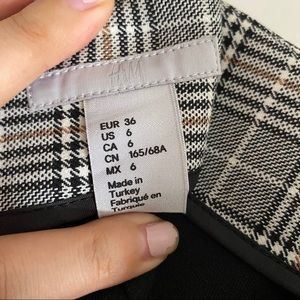 H&M
EUR 36
US 6
CA 6
CN 165/68A
MX 6
Made in
Turkey
Fabriqué en
Turquie